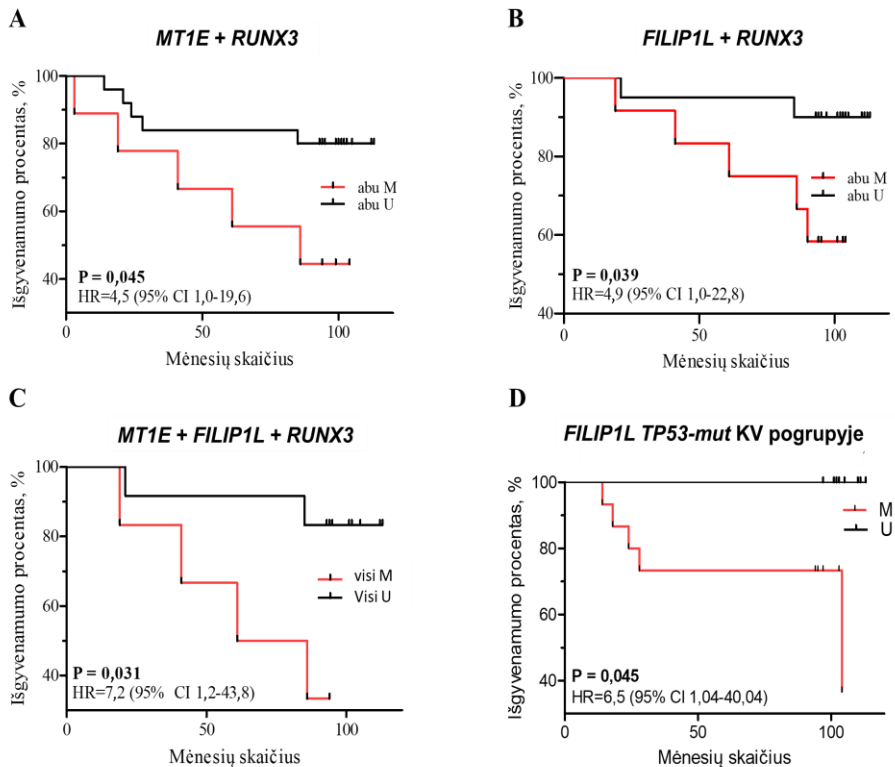 A
MT1E + RUNX3
Išgyvenamumo procentas, %
100
80
60
40
abu M
abu U
P = 0,045
HR=4,5 (95% CI 1,0-19,6)
0
50
100
Mėnesių skaičius
B
FILIP1L + RUNX3
Išgyvenamumo procentas, %
100
80
60
40
abu M
abu U
P = 0,039
HR=4,9 (95% CI 1,0-22,8)
0
50
100
Mėnesių skaičius
C
MT1E + FILIP1L + RUNX3
Išgyvenamumo procentas, %
100
80
60
40
visi M
Visi U
P = 0,031
HR=7,2 (95% CI 1,2-43,8)
0
50
100
Mėnesių skaičius
D
FILIP1L TP53-mut KV pogrupyje
Išgyvenamumo procentas, %
100
80
60
40
M
U
P = 0,045
HR=6,5 (95% CI 1,04-40,04)
0
50
100
Mėnesių skaičius